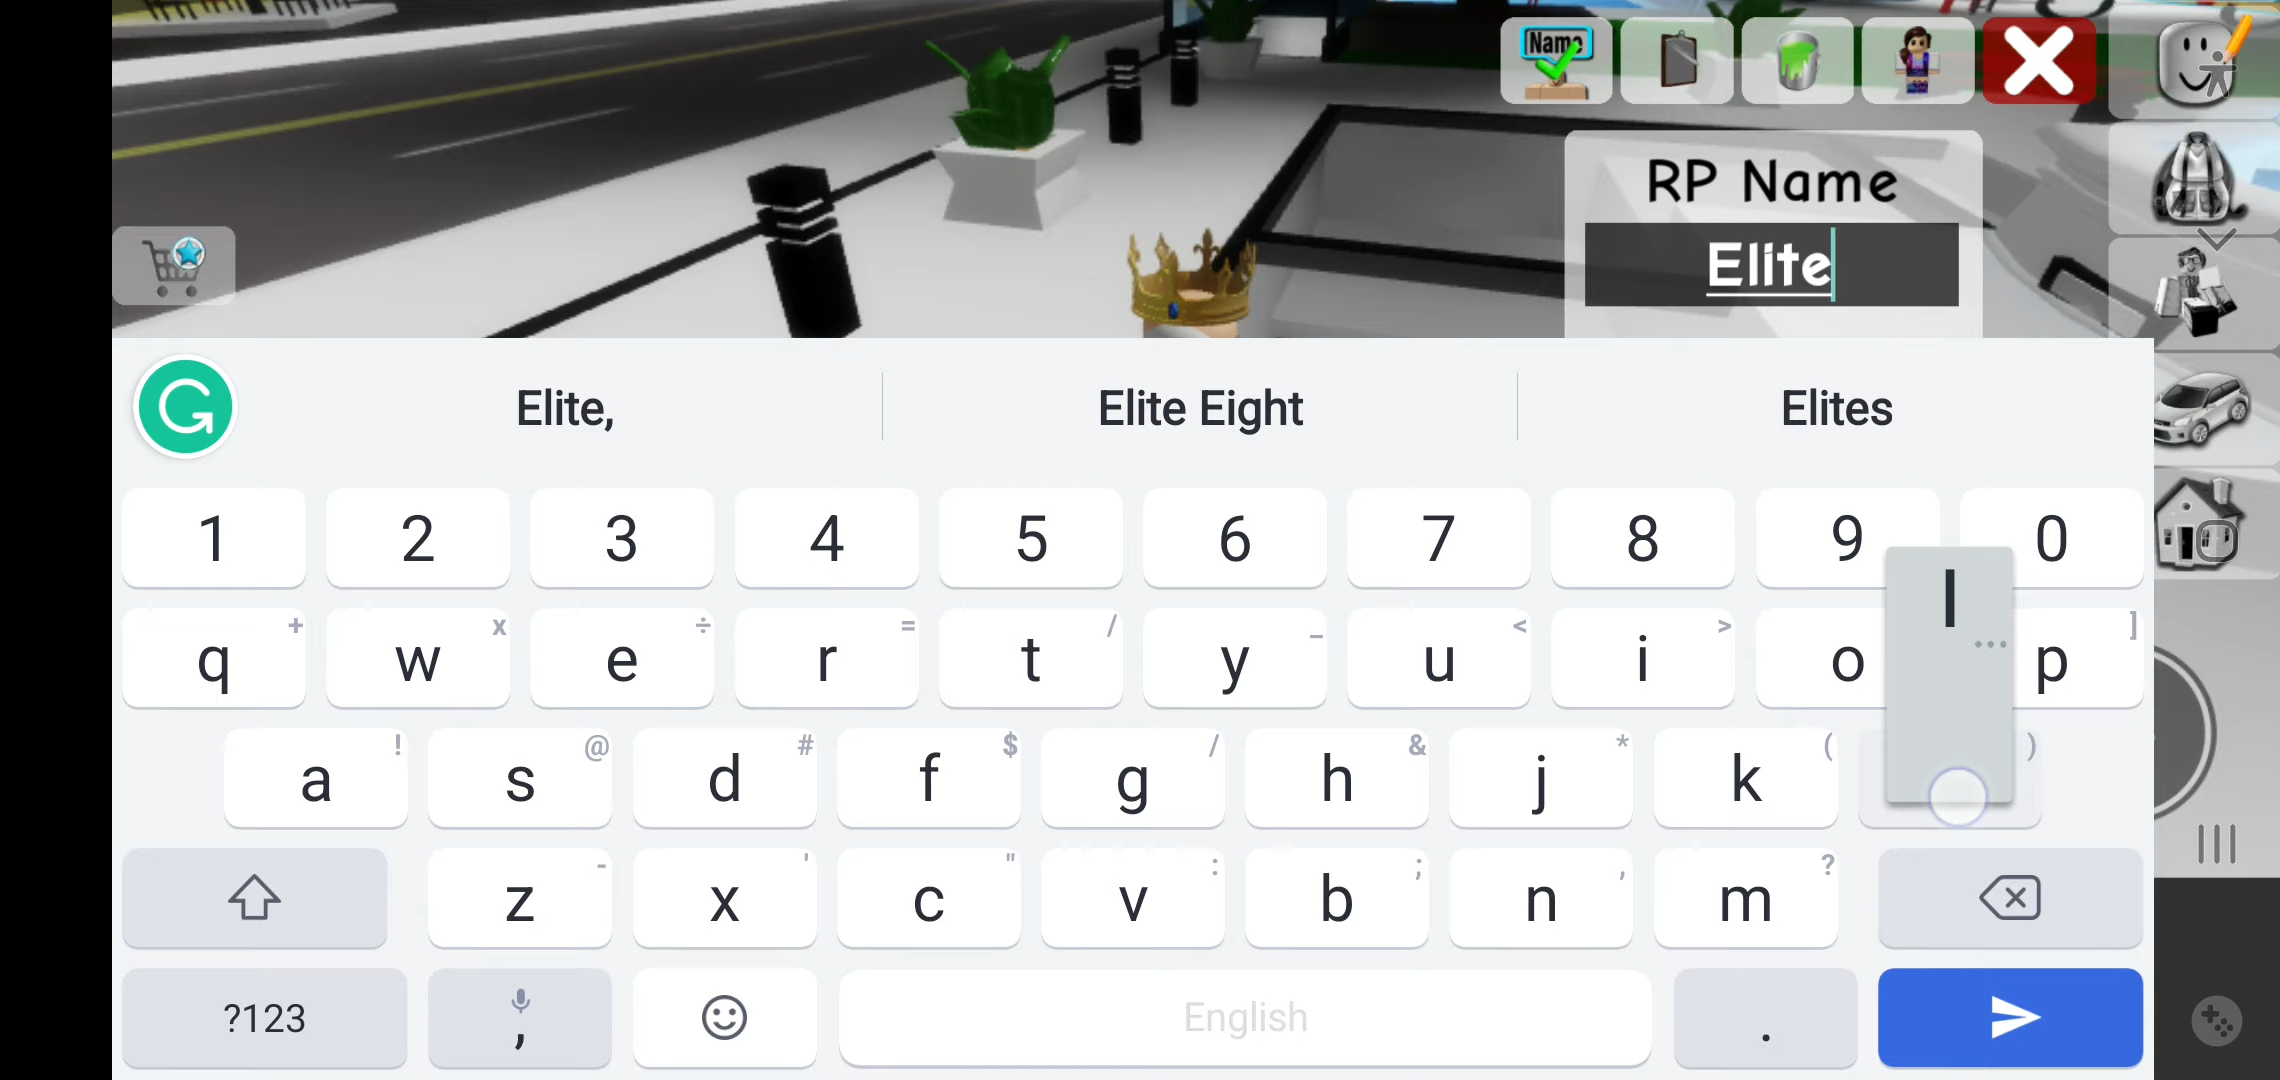 Name
RP Name
Elite
Elite, Elite Eight Elites
1 2 3 4 5 6 7 8 9 0
+ x ÷ = / _ < > ]
q w e r t y u i o p
l
! @ # $ / & * ( )
a s d f g h j k
- ' " : ; , ?
z x c v b n m
?123 , English .